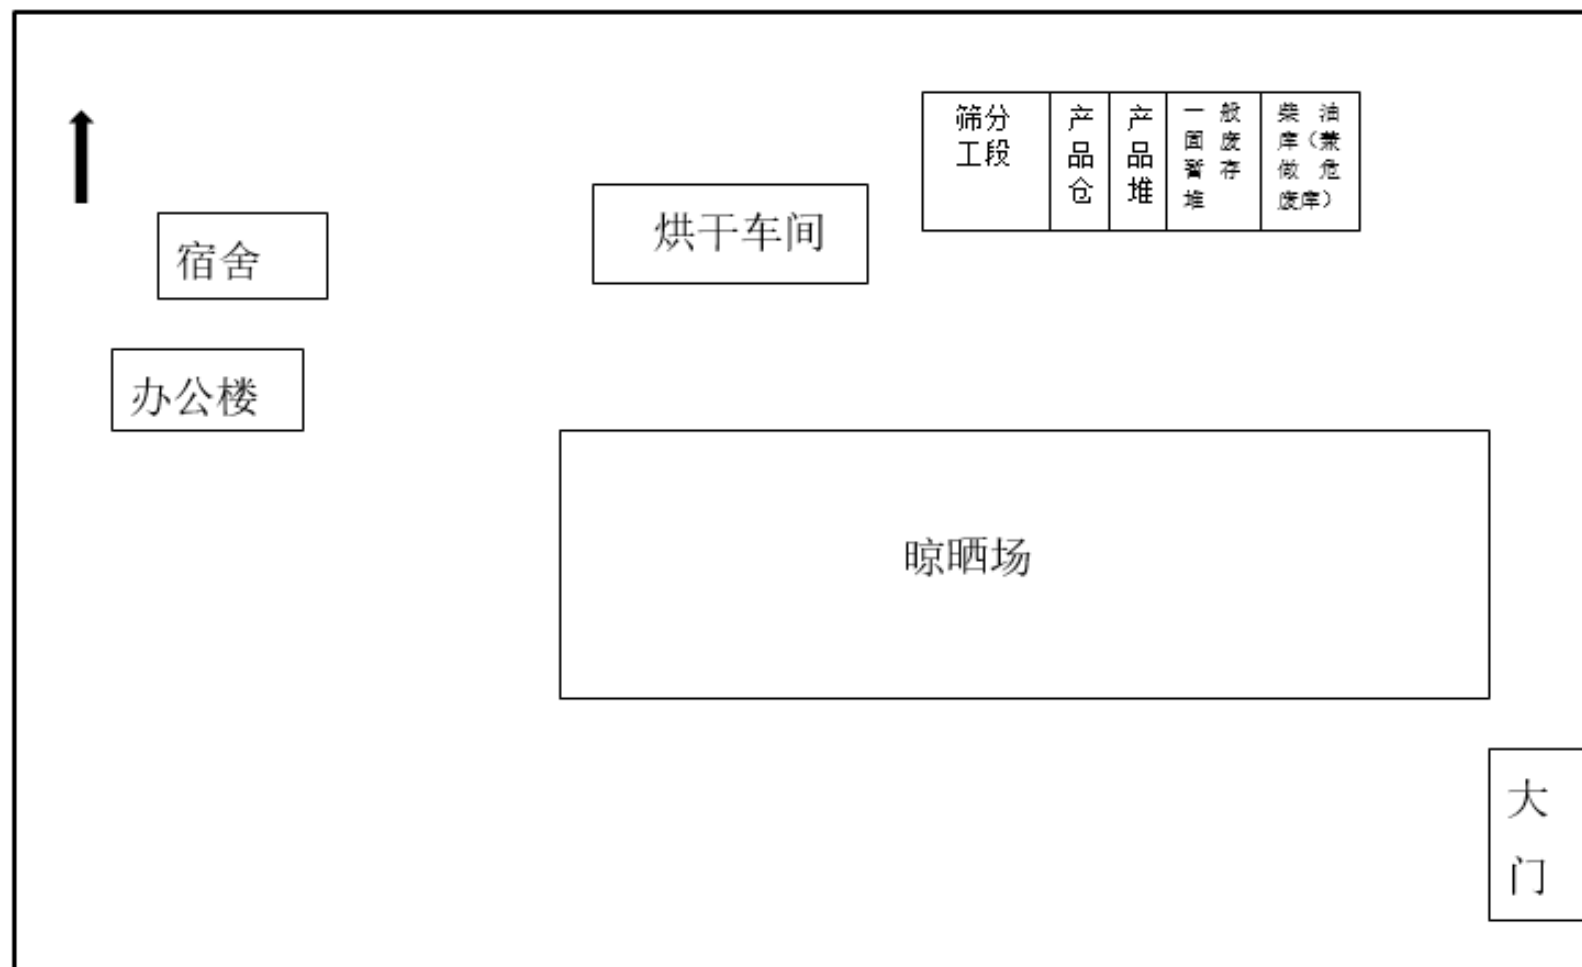 筛分
工段
产
品
仓
产
品
堆
一般
固废
暂存
堆
柴油
库（兼
做危
废库）
烘干车间
宿舍
办公楼
晾晒场
大
门